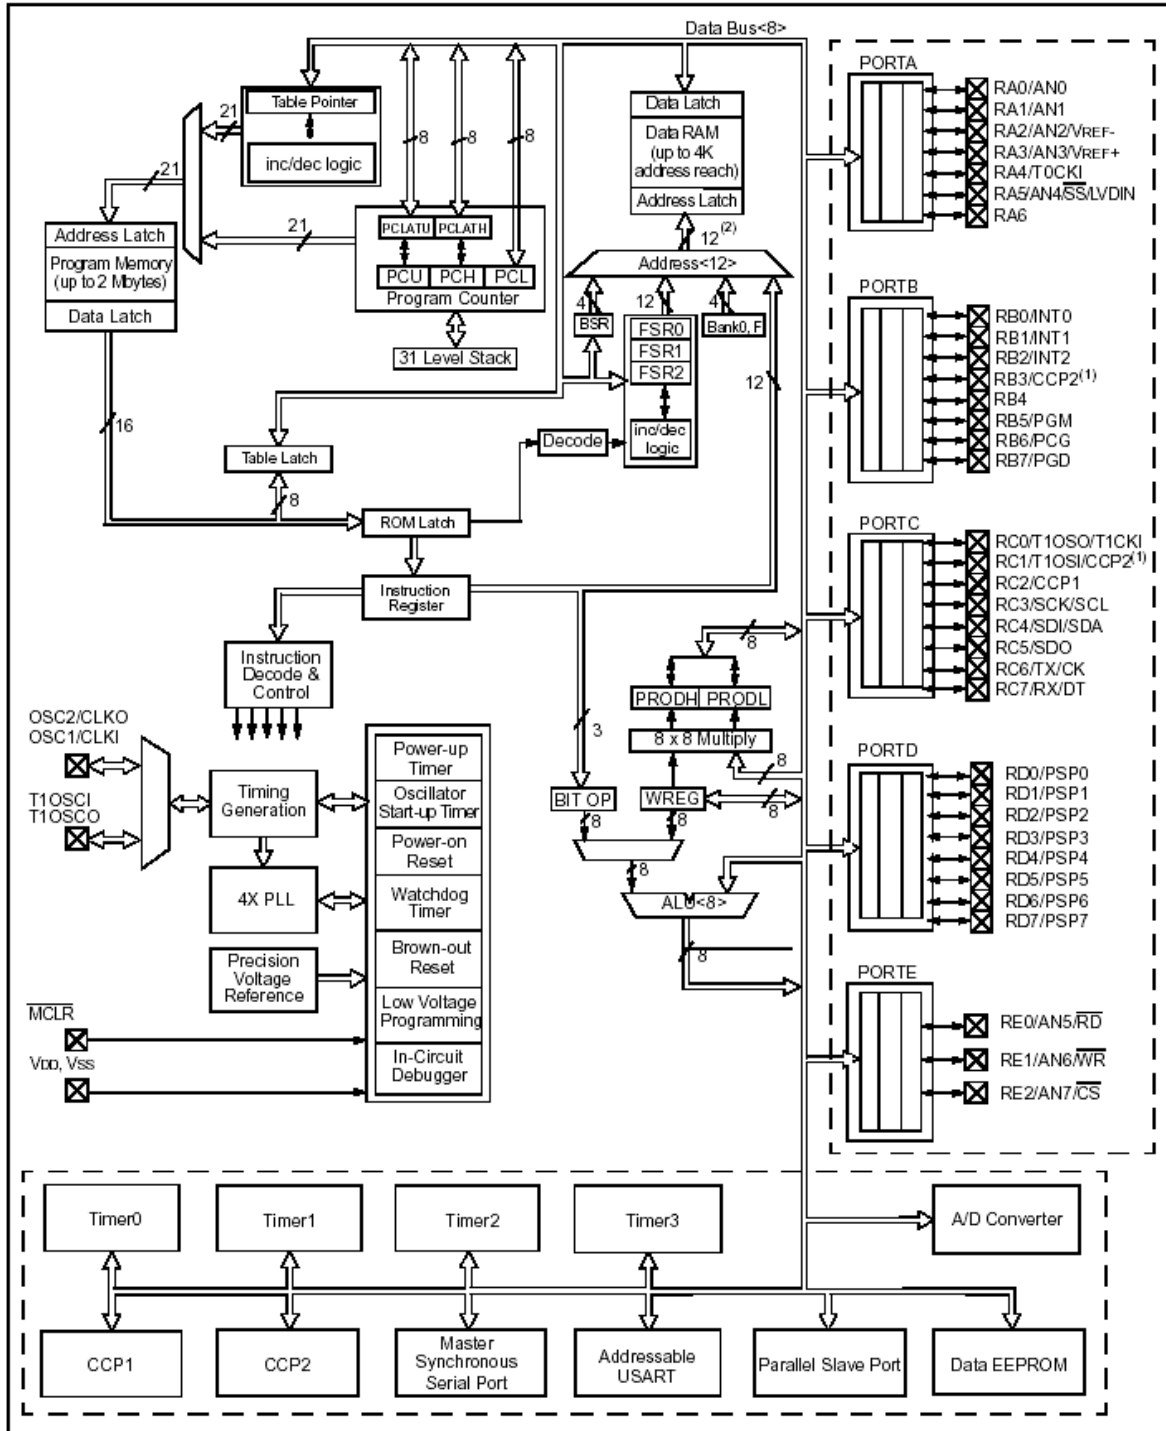 Data Bus<8>
Table Pointer
21
inc/dec logic
21
8
8
8
Address Latch
Program Memory
(up to 2 Mbytes)
Data Latch
21
PCLATU
PCLATH
PCU
PCH
PCL
Program Counter
31 Level Stack
Data Latch
Data RAM
(up to 4K
address reach)
Address Latch
12(2)
Address<12>
4
12
4
BSR
FSR0
FSR1
FSR2
Bank0, F
12
inc/dec
logic
Decode
16
Table Latch
8
ROM Latch
Instruction
Register
Instruction
Decode &
Control
8
PRODH
PRODL
3
8 x 8 Multiply
8
BIT OP
WREG
8
8
8
8
ALU<8>
8
OSC2/CLKO
OSC1/CLKI
T1OSCI
T1OSCO
Timing
Generation
4X PLL
Precision
Voltage
Reference
Power-up
Timer
Oscillator
Start-up Timer
Power-on
Reset
Watchdog
Timer
Brown-out
Reset
Low Voltage
Programming
In-Circuit
Debugger
MCLR
VDD, VSS
PORTA
RA0/AN0
RA1/AN1
RA2/AN2/VREF-
RA3/AN3/VREF+
RA4/T0CKI
RA5/AN4/SS/LVDIN
RA6
PORTB
RB0/INT0
RB1/INT1
RB2/INT2
RB3/CCP2(1)
RB4
RB5/PGM
RB6/PCG
RB7/PGD
PORTC
RC0/T1OSO/T1CKI
RC1/T1OSI/CCP2(1)
RC2/CCP1
RC3/SCK/SCL
RC4/SDI/SDA
RC5/SDO
RC6/TX/CK
RC7/RX/DT
PORTD
RD0/PSP0
RD1/PSP1
RD2/PSP2
RD3/PSP3
RD4/PSP4
RD5/PSP5
RD6/PSP6
RD7/PSP7
PORTE
RE0/AN5/RD
RE1/AN6/WR
RE2/AN7/CS
Timer0
Timer1
Timer2
Timer3
A/D Converter
CCP1
CCP2
Master
Synchronous
Serial Port
Addressable
USART
Parallel Slave Port
Data EEPROM